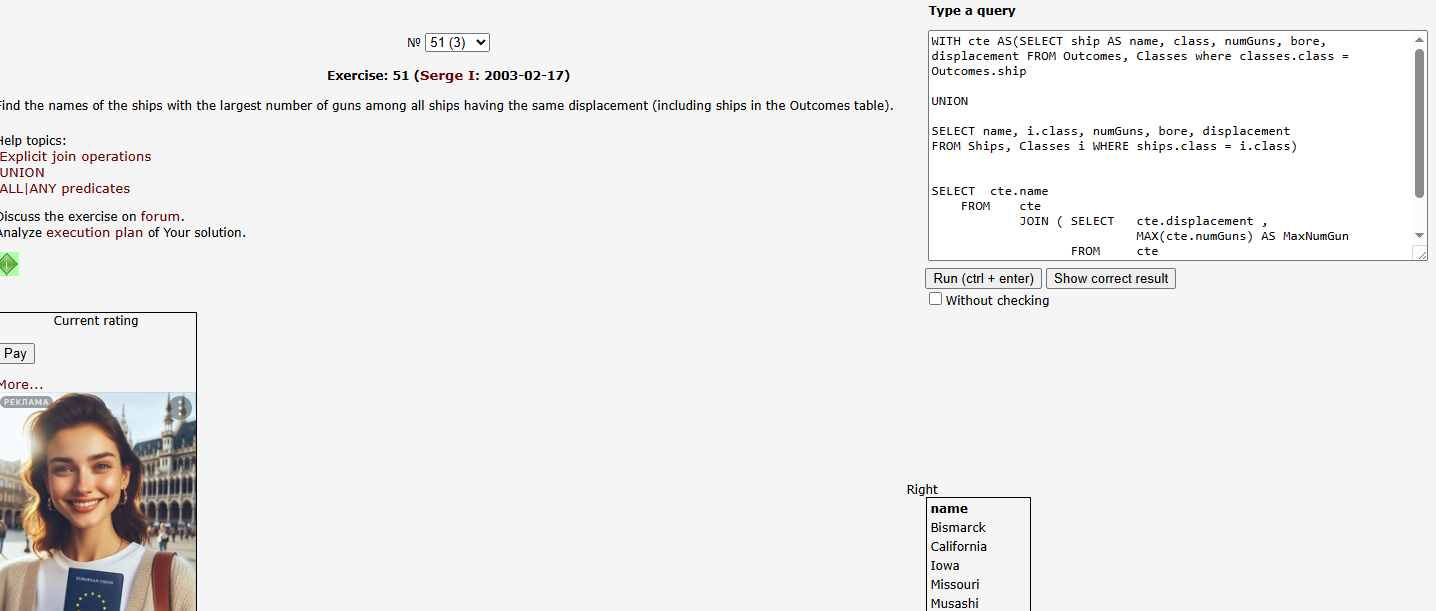 № 51 (3)
Exercise: 51 (Serge I: 2003-02-17)
Find the names of the ships with the largest number of guns among all ships having the same displacement (including ships in the Outcomes table).
Help topics:
Explicit join operations
UNION
ALL|ANY predicates
Discuss the exercise on forum.
Analyze execution plan of Your solution.
Current rating
Pay
More...
РЕКЛАМА
EUROPEAN UNION
Type a query
WITH cte AS(SELECT ship AS name, class, numGuns, bore,
displacement FROM Outcomes, Classes where classes.class =
Outcomes.ship
UNION
SELECT name, i.class, numGuns, bore, displacement
FROM Ships, Classes i WHERE ships.class = i.class)
SELECT cte.name
FROM cte
JOIN ( SELECT cte.displacement ,
MAX(cte.numGuns) AS MaxNumGun
FROM cte
Run (ctrl + enter) Show correct result
Without checking
Right
name
Bismarck
California
Iowa
Missouri
Musashi